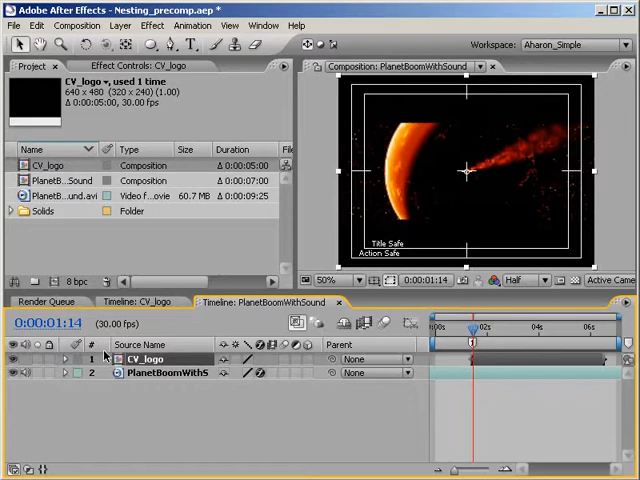 Adobe After Effects - Nesting_precomp.aep *
File Edit Composition Layer Effect Animation View Window Help
Workspace: Aharon_Simple
Project Effect Controls: CV_logo
Composition: PlanetBoomWithSound
CV_logo, used 1 time
640 x 480 (320 x 240) (1.00)
Δ 0:00:05:00, 30.00 fps
Name Type Size Duration File
CV_logo Composition Δ 0:00:05:00
PlanetB...Sound Composition Δ 0:00:07:00
PlanetB...und.avi Video f...ovie 60.7 MB Δ 0:00:09:25
Solids Folder
Title Safe
Action Safe
8 bpc
50% 0:00:01:14 Half Active Came
Render Queue Timeline: CV_logo Timeline: PlanetBoomWithSound
0:00:01:14 (30.00 fps)
:00s 02s 04s 06s
# Source Name Parent
1 CV_logo None
2 PlanetBoomWithS None